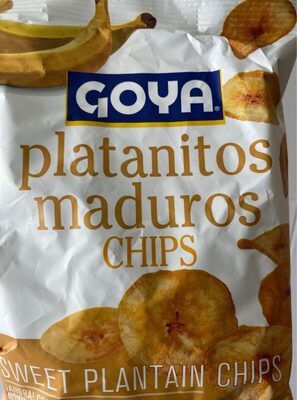 GOYA®
platanitos
maduros
CHIPS
SWEET PLANTAIN CHIPS